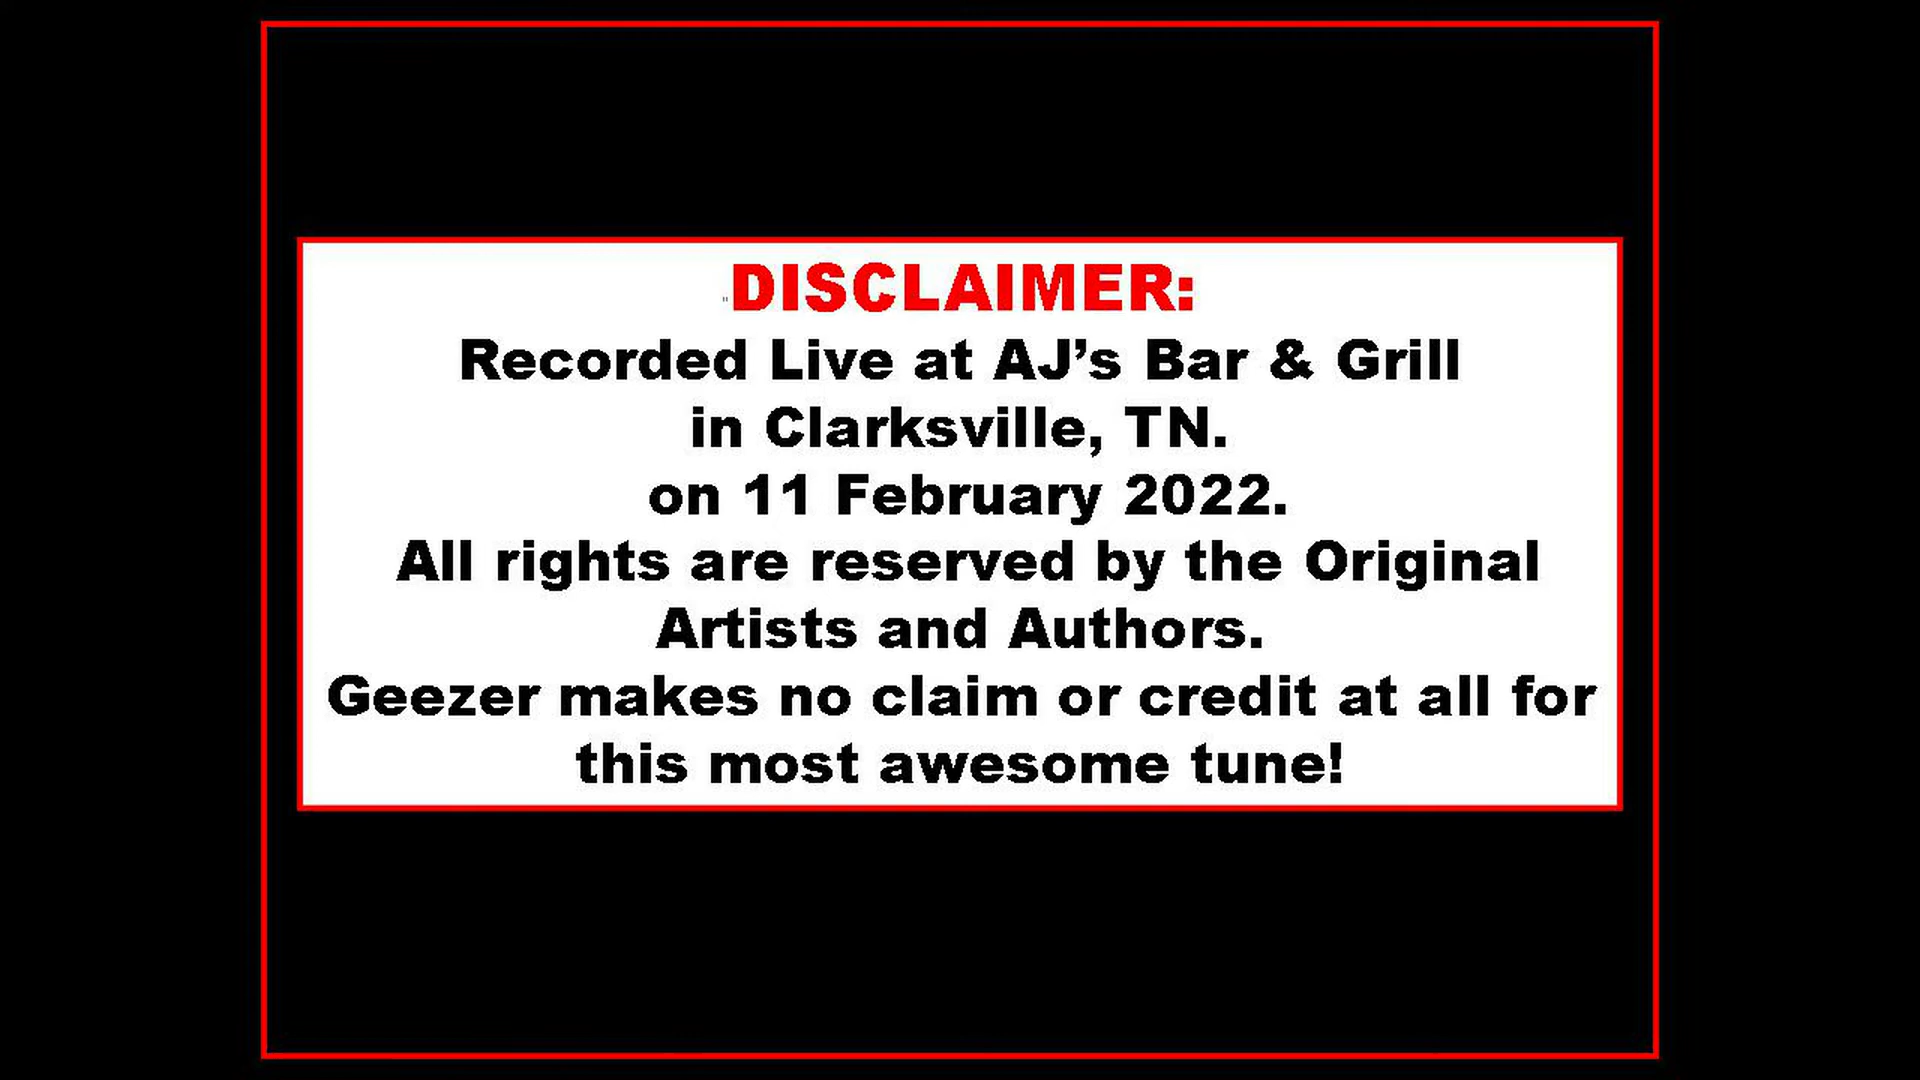 "DISCLAIMER:
Recorded Live at AJ’s Bar & Grill
in Clarksville, TN.
on 11 February 2022.
All rights are reserved by the Original
Artists and Authors.
Geezer makes no claim or credit at all for
this most awesome tune!